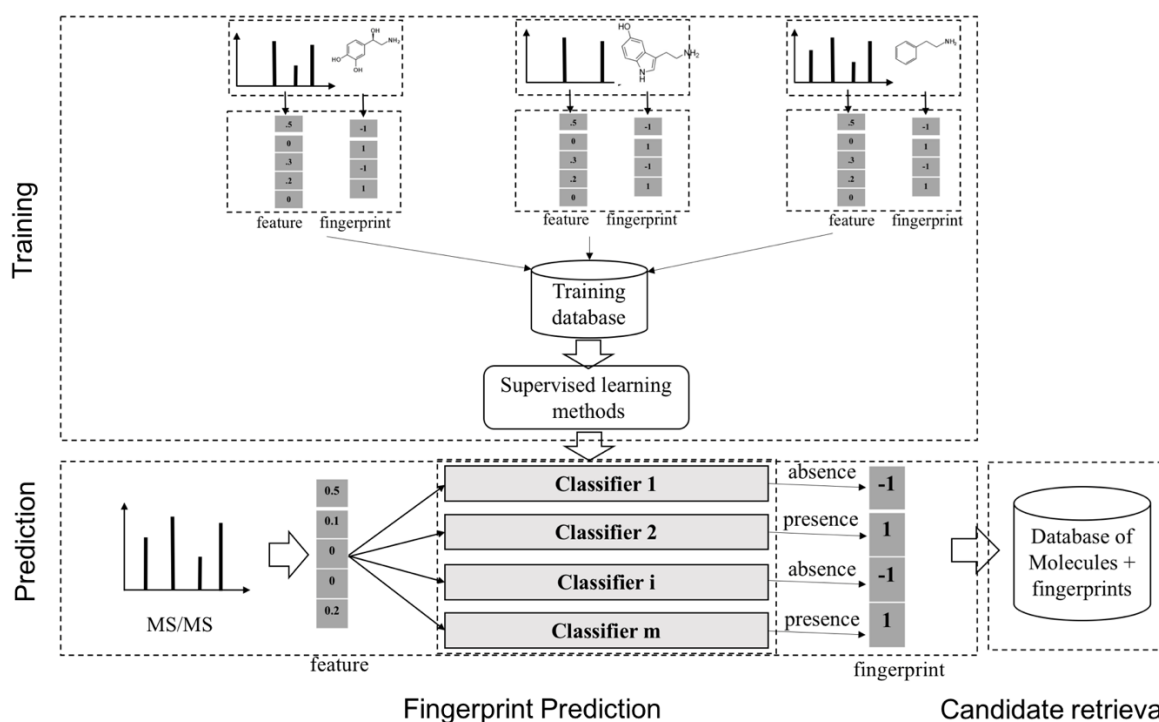 Training
HO
OH
OH
NH₂
HO
NH
NH₂
NH₂
.5
0
.3
.2
0
-1
1
-1
1
feature
fingerprint
.5
0
.3
.2
0
-1
1
-1
1
feature
fingerprint
.5
0
.3
.2
0
-1
1
-1
1
feature
fingerprint
Training
database
Supervised learning
methods
Prediction
MS/MS
0.5
0.1
0
0
0.2
feature
Classifier 1
Classifier 2
Classifier i
Classifier m
absence
presence
absence
presence
-1
1
-1
1
fingerprint
Database of
Molecules +
fingerprints
Fingerprint Prediction
Candidate retrieva